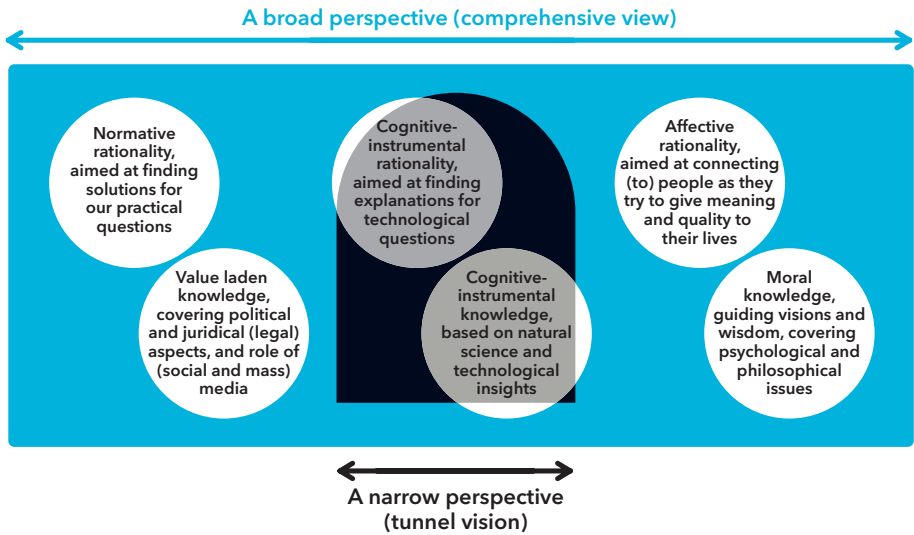 A broad perspective (comprehensive view)
Normative
rationality,
aimed at finding
solutions for
our practical
questions
Value laden
knowledge,
covering political
and juridical (legal)
aspects, and role of
(social and mass)
media
Cognitive-
instrumental
rationality,
aimed at finding
explanations for
technological
questions
Cognitive-
instrumental
knowledge,
based on natural
science and
technological
insights
Affective
rationality,
aimed at connecting
(to) people as they
try to give meaning
and quality to
their lives
Moral
knowledge,
guiding visions and
wisdom, covering
psychological and
philosophical
issues
A narrow perspective
(tunnel vision)